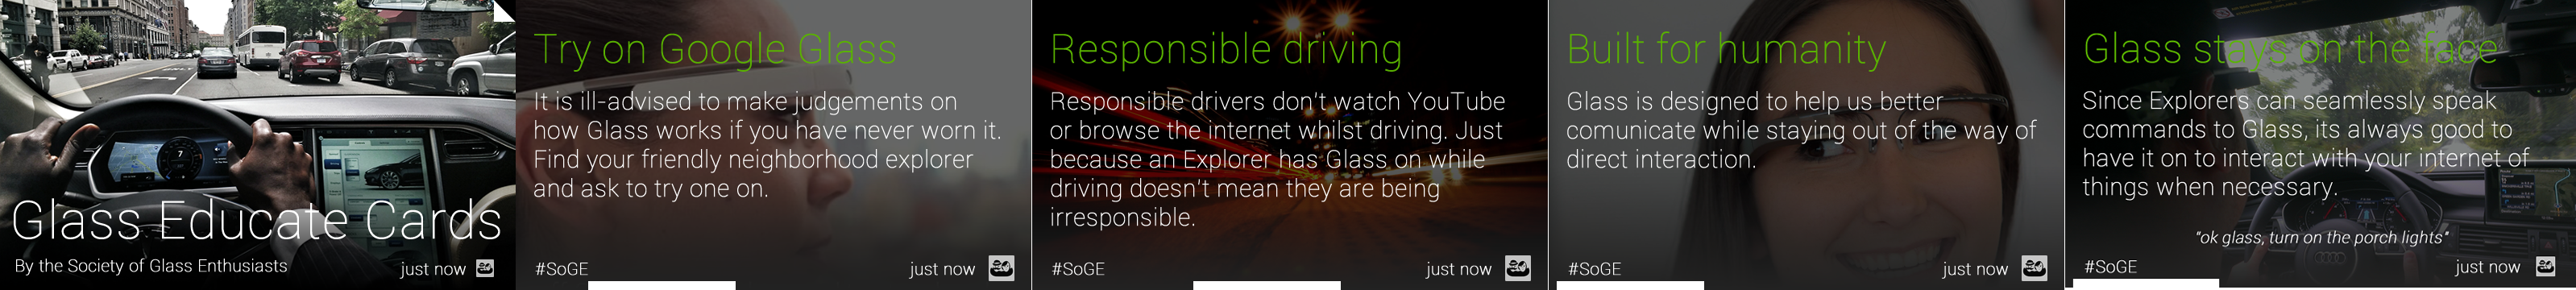 Glass Educate Cards
By the Society of Glass Enthusiasts
just now
Try on Google Glass
It is ill-advised to make judgements on
how Glass works if you have never worn it.
Find your friendly neighborhood explorer
and ask to try one on.
#SoGE
just now
Responsible driving
Responsible drivers don't watch YouTube
or browse the internet whilst driving. Just
because an Explorer has Glass on while
driving doesn't mean they are being
irresponsible.
#SoGE
just now
Built for humanity
Glass is designed to help us better
comunicate while staying out of the way of
direct interaction.
#SoGE
just now
Glass stays on the face
Since Explorers can seamlessly speak
commands to Glass, its always good to
have it on to interact with your internet of
things when necessary.
"ok glass, turn on the porch lights"
#SoGE
just now